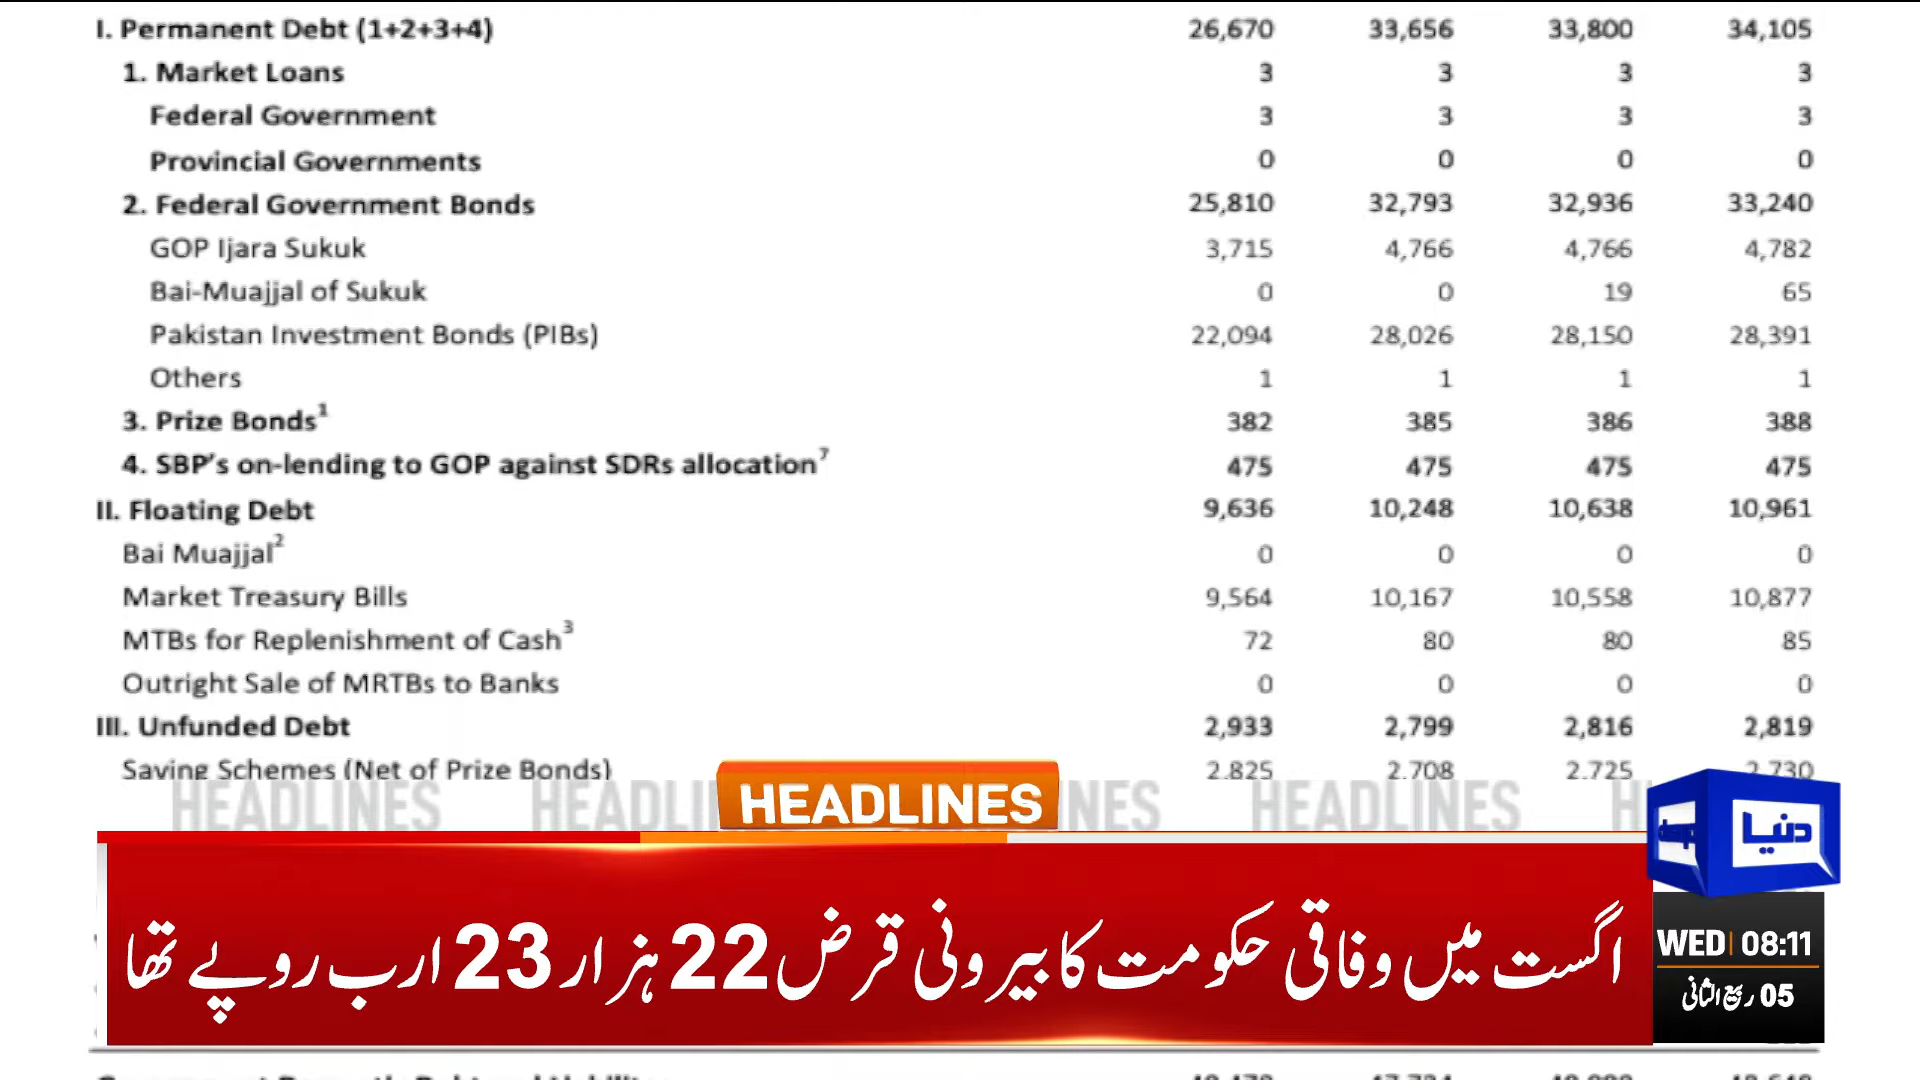 I. Permanent Debt (1+2+3+4) 26,670 33,656 33,800 34,105
1. Market Loans 3 3 3 3
Federal Government 3 3 3 3
Provincial Governments 0 0 0 0
2. Federal Government Bonds 25,810 32,793 32,936 33,240
GOP Ijara Sukuk 3,715 4,766 4,766 4,782
Bai-Muajjal of Sukuk 0 0 19 65
Pakistan Investment Bonds (PIBs) 22,094 28,026 28,150 28,391
Others 1 1 1 1
3. Prize Bonds¹ 382 385 386 388
4. SBP's on-lending to GOP against SDRs allocation⁷ 475 475 475 475
II. Floating Debt 9,636 10,248 10,638 10,961
Bai Muajjal² 0 0 0 0
Market Treasury Bills 9,564 10,167 10,558 10,877
MTBs for Replenishment of Cash³ 72 80 80 85
Outright Sale of MRTBs to Banks 0 0 0 0
III. Unfunded Debt 2,933 2,799 2,816 2,819
Saving Schemes (Net of Prize Bonds) 2,825 2,708 2,725 2,730
HEADLINES HEADLINES HEADLINES
HEADLINES
دنیا
اگست میں وفاقی حکومت کا بیرونی قرض 22 ہزار 23 ارب روپے تھا
WED 08:11
05 ربیع الثانی